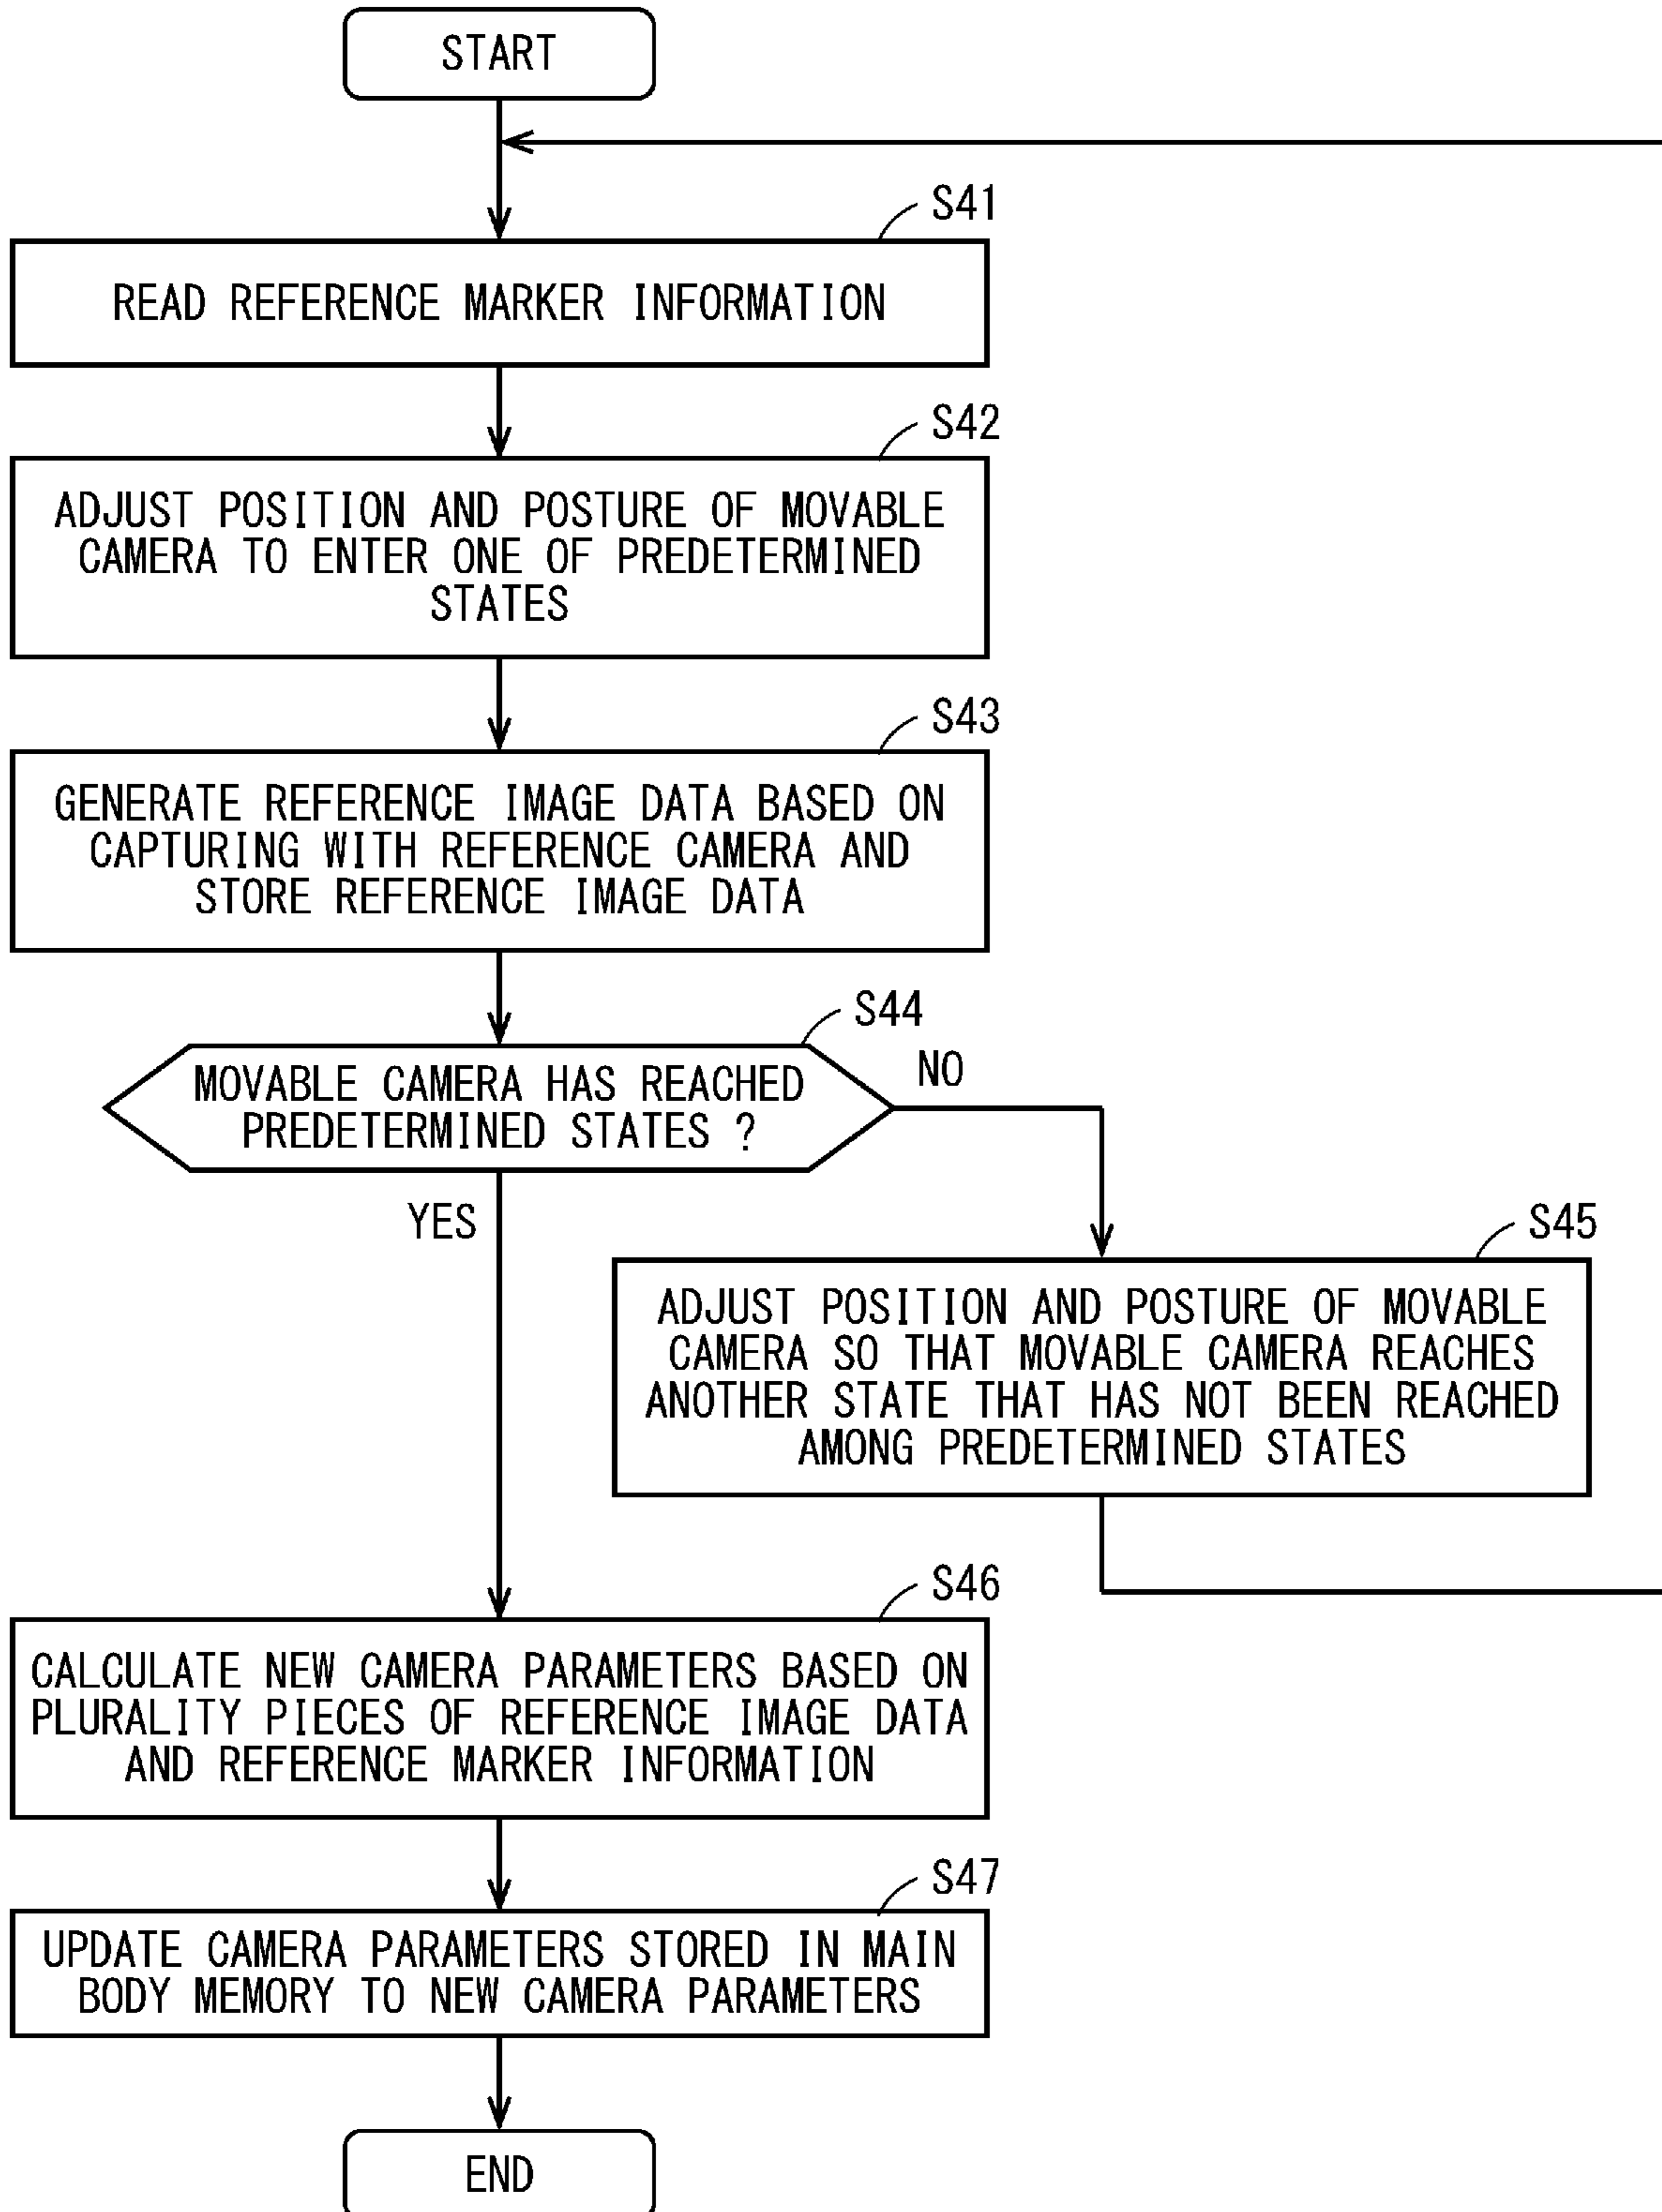 START
S41
READ REFERENCE MARKER INFORMATION
S42
ADJUST POSITION AND POSTURE OF MOVABLE
CAMERA TO ENTER ONE OF PREDETERMINED
STATES
S43
GENERATE REFERENCE IMAGE DATA BASED ON
CAPTURING WITH REFERENCE CAMERA AND
STORE REFERENCE IMAGE DATA
S44
MOVABLE CAMERA HAS REACHED
PREDETERMINED STATES ?
NO
YES
S45
ADJUST POSITION AND POSTURE OF MOVABLE
CAMERA SO THAT MOVABLE CAMERA REACHES
ANOTHER STATE THAT HAS NOT BEEN REACHED
AMONG PREDETERMINED STATES
S46
CALCULATE NEW CAMERA PARAMETERS BASED ON
PLURALITY PIECES OF REFERENCE IMAGE DATA
AND REFERENCE MARKER INFORMATION
S47
UPDATE CAMERA PARAMETERS STORED IN MAIN
BODY MEMORY TO NEW CAMERA PARAMETERS
END